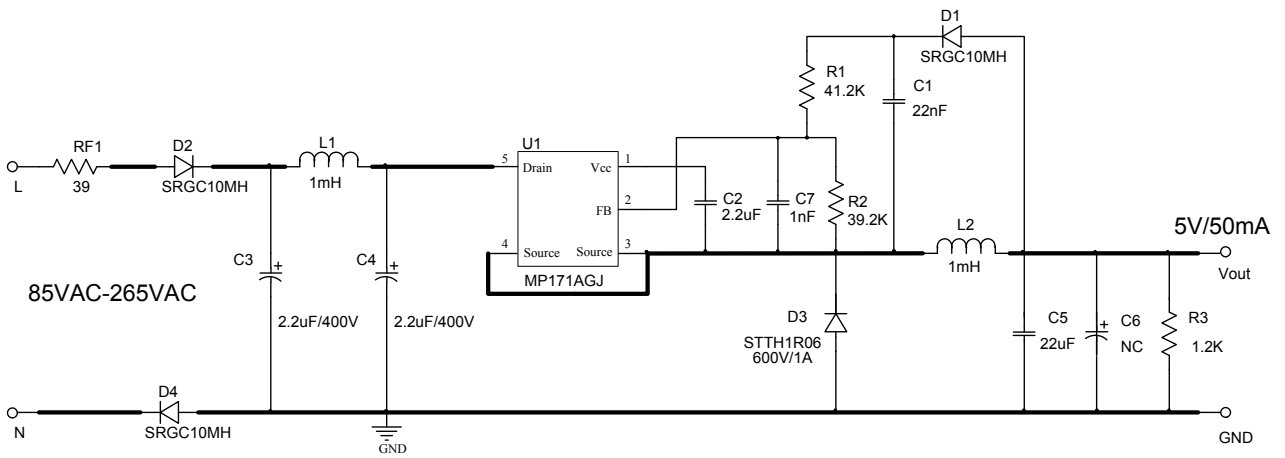 D1
SRGC10MH
R1
41.2K
C1
22nF
RF1
39
L
D2
SRGC10MH
L1
1mH
U1
5
Drain
Vcc
1
FB
2
4
Source
Source
3
MP171AGJ
C2
2.2uF
C7
1nF
R2
39.2K
L2
1mH
5V/50mA
Vout
85VAC-265VAC
C3
+
2.2uF/400V
C4
+
2.2uF/400V
D3
STTH1R06
600V/1A
C5
22uF
+
C6
NC
R3
1.2K
N
D4
SRGC10MH
GND
GND